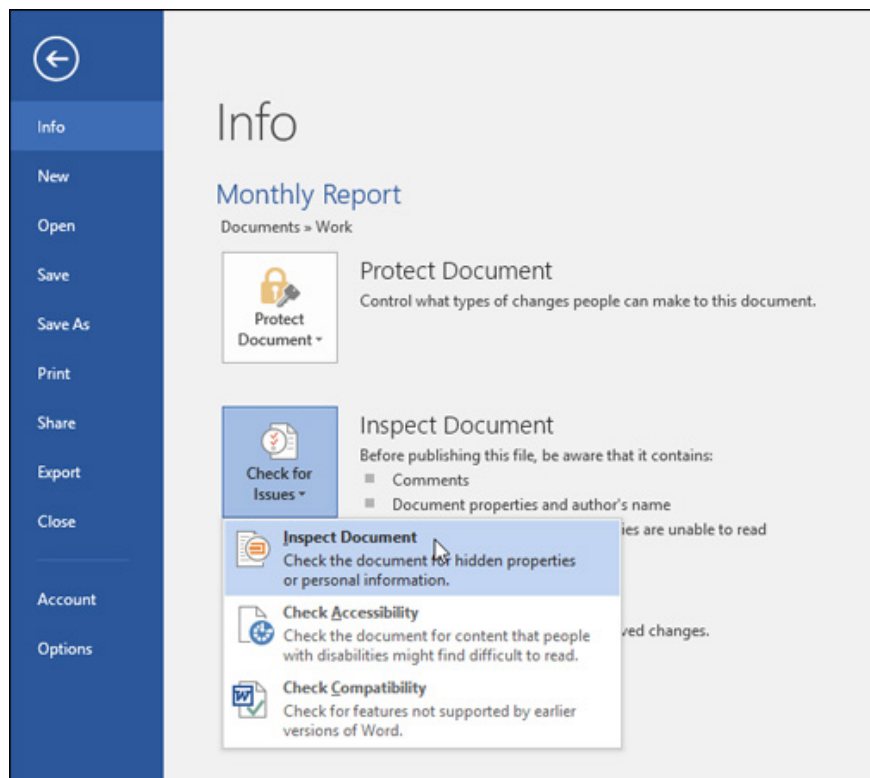 Info
New
Open
Save
Save As
Print
Share
Export
Close
Account
Options
Info
Monthly Report
Documents » Work
Protect
Document
Protect Document
Control what types of changes people can make to this document.
Check for
Issues
Inspect Document
Before publishing this file, be aware that it contains:
Comments
Document properties and author's name
are unable to read
Inspect Document
Check the document for hidden properties
or personal information.
Check Accessibility
Check the document for content that people
with disabilities might find difficult to read.
changes.
Check Compatibility
Check for features not supported by earlier
versions of Word.